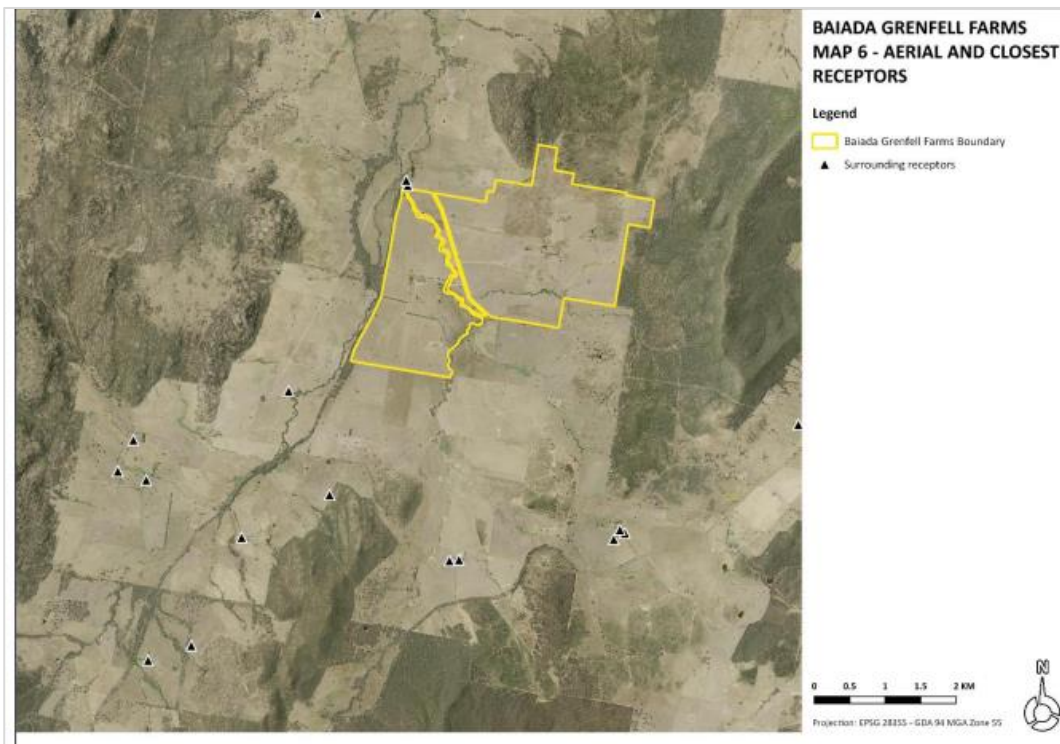 BAIADA GRENFELL FARMS
MAP 6 - AERIAL AND CLOSEST
RECEPTORS
Legend
Baiada Grenfell Farms Boundary
Surrounding receptors
N
0 0.5 1 1.5 2 KM
Projection: EPSG 28355 - GDA 94 MGA Zone 55